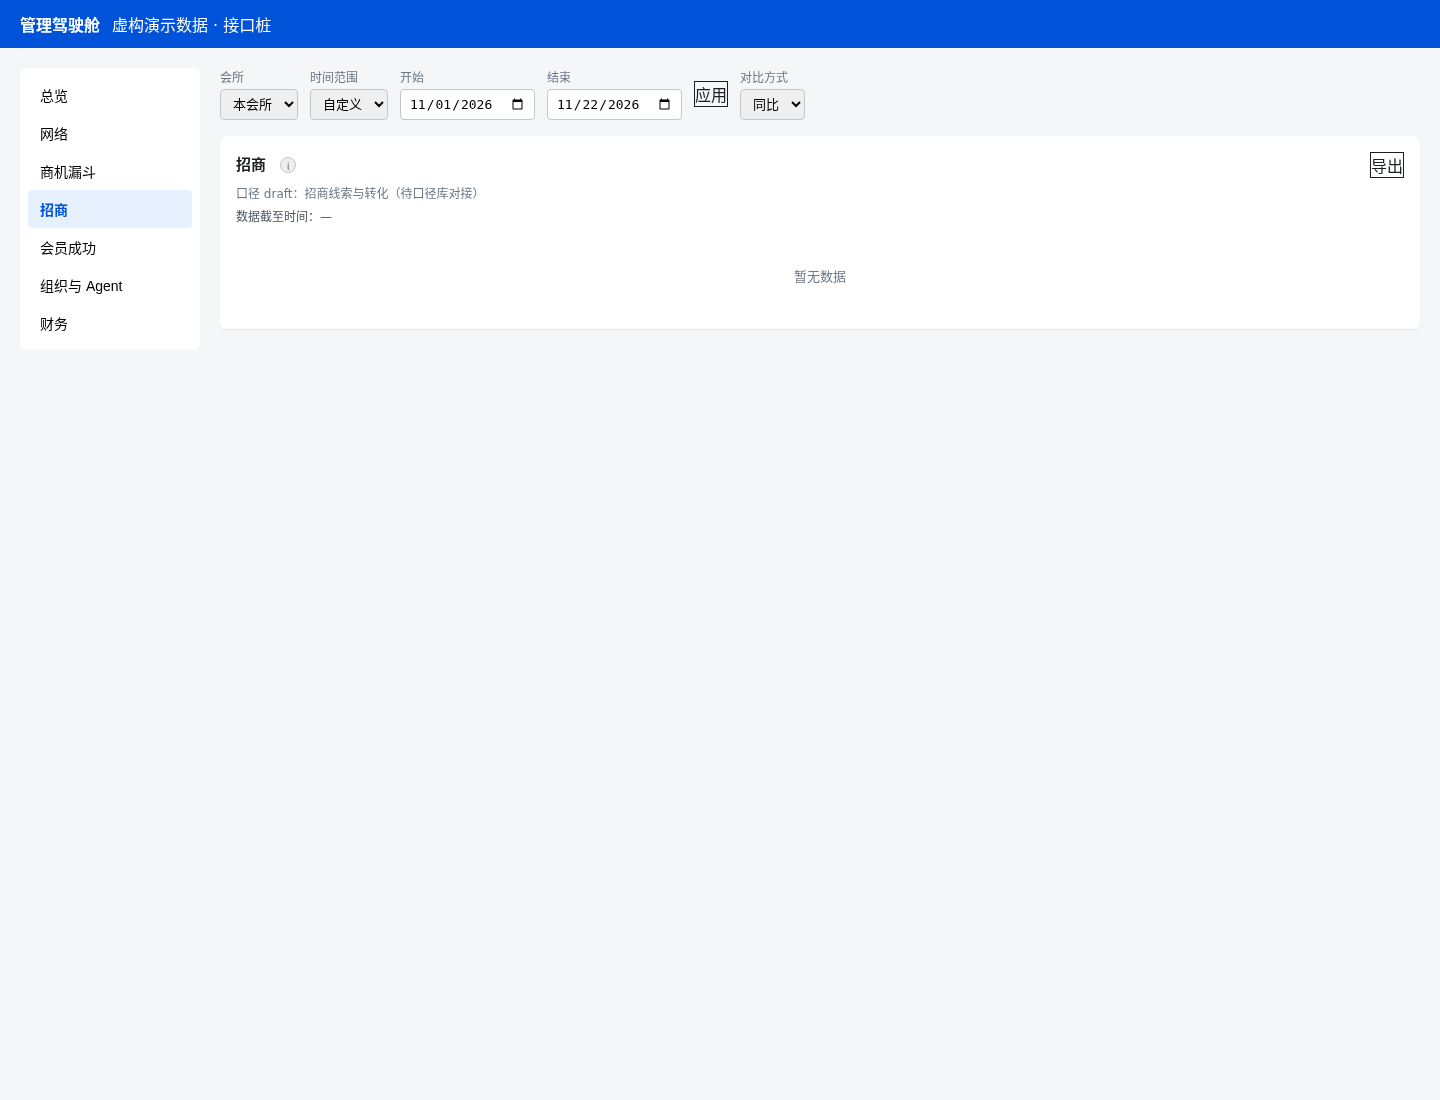 管理驾驶舱 虚构演示数据 · 接口桩
总览
网络
商机漏斗
招商
会员成功
组织与 Agent
财务
会所 时间范围 开始 结束 对比方式
本会所 自定义 11/01/2026 11/22/2026 应用 同比
招商 i 导出
口径 draft：招商线索与转化（待口径库对接）
数据截至时间：—
暂无数据